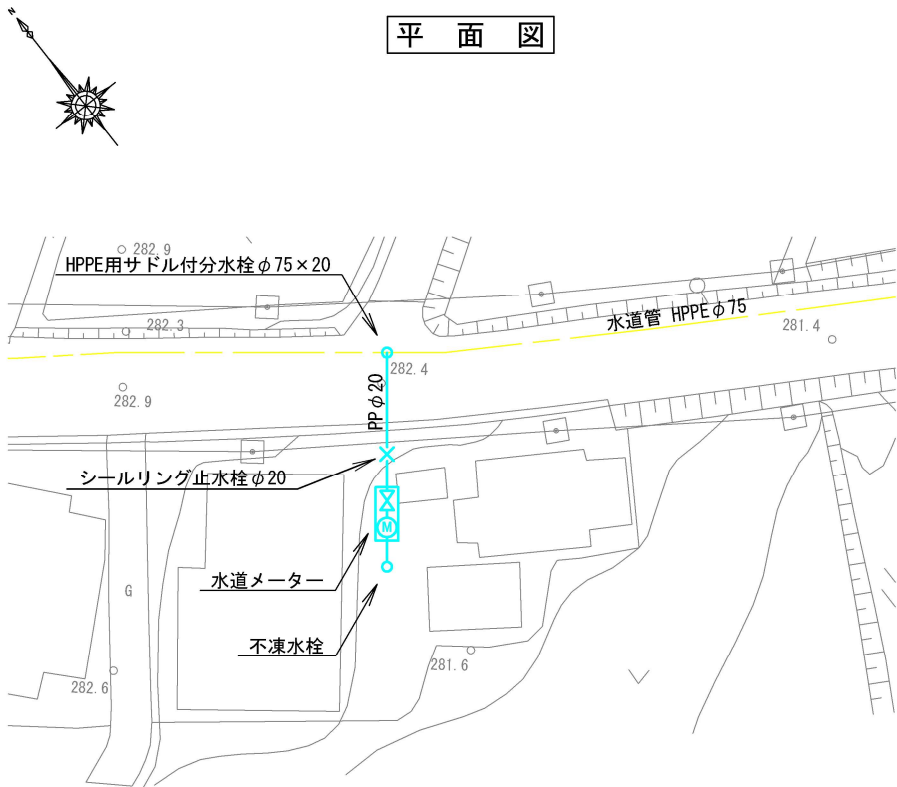 N
平面図
282.9
HPPE用サドル付分水栓φ75×20
282.3
水道管 HPPEφ75
281.4
282.4
PPφ20
282.9
シールリング止水栓φ20
M
水道メーター
G
不凍水栓
281.6
282.6